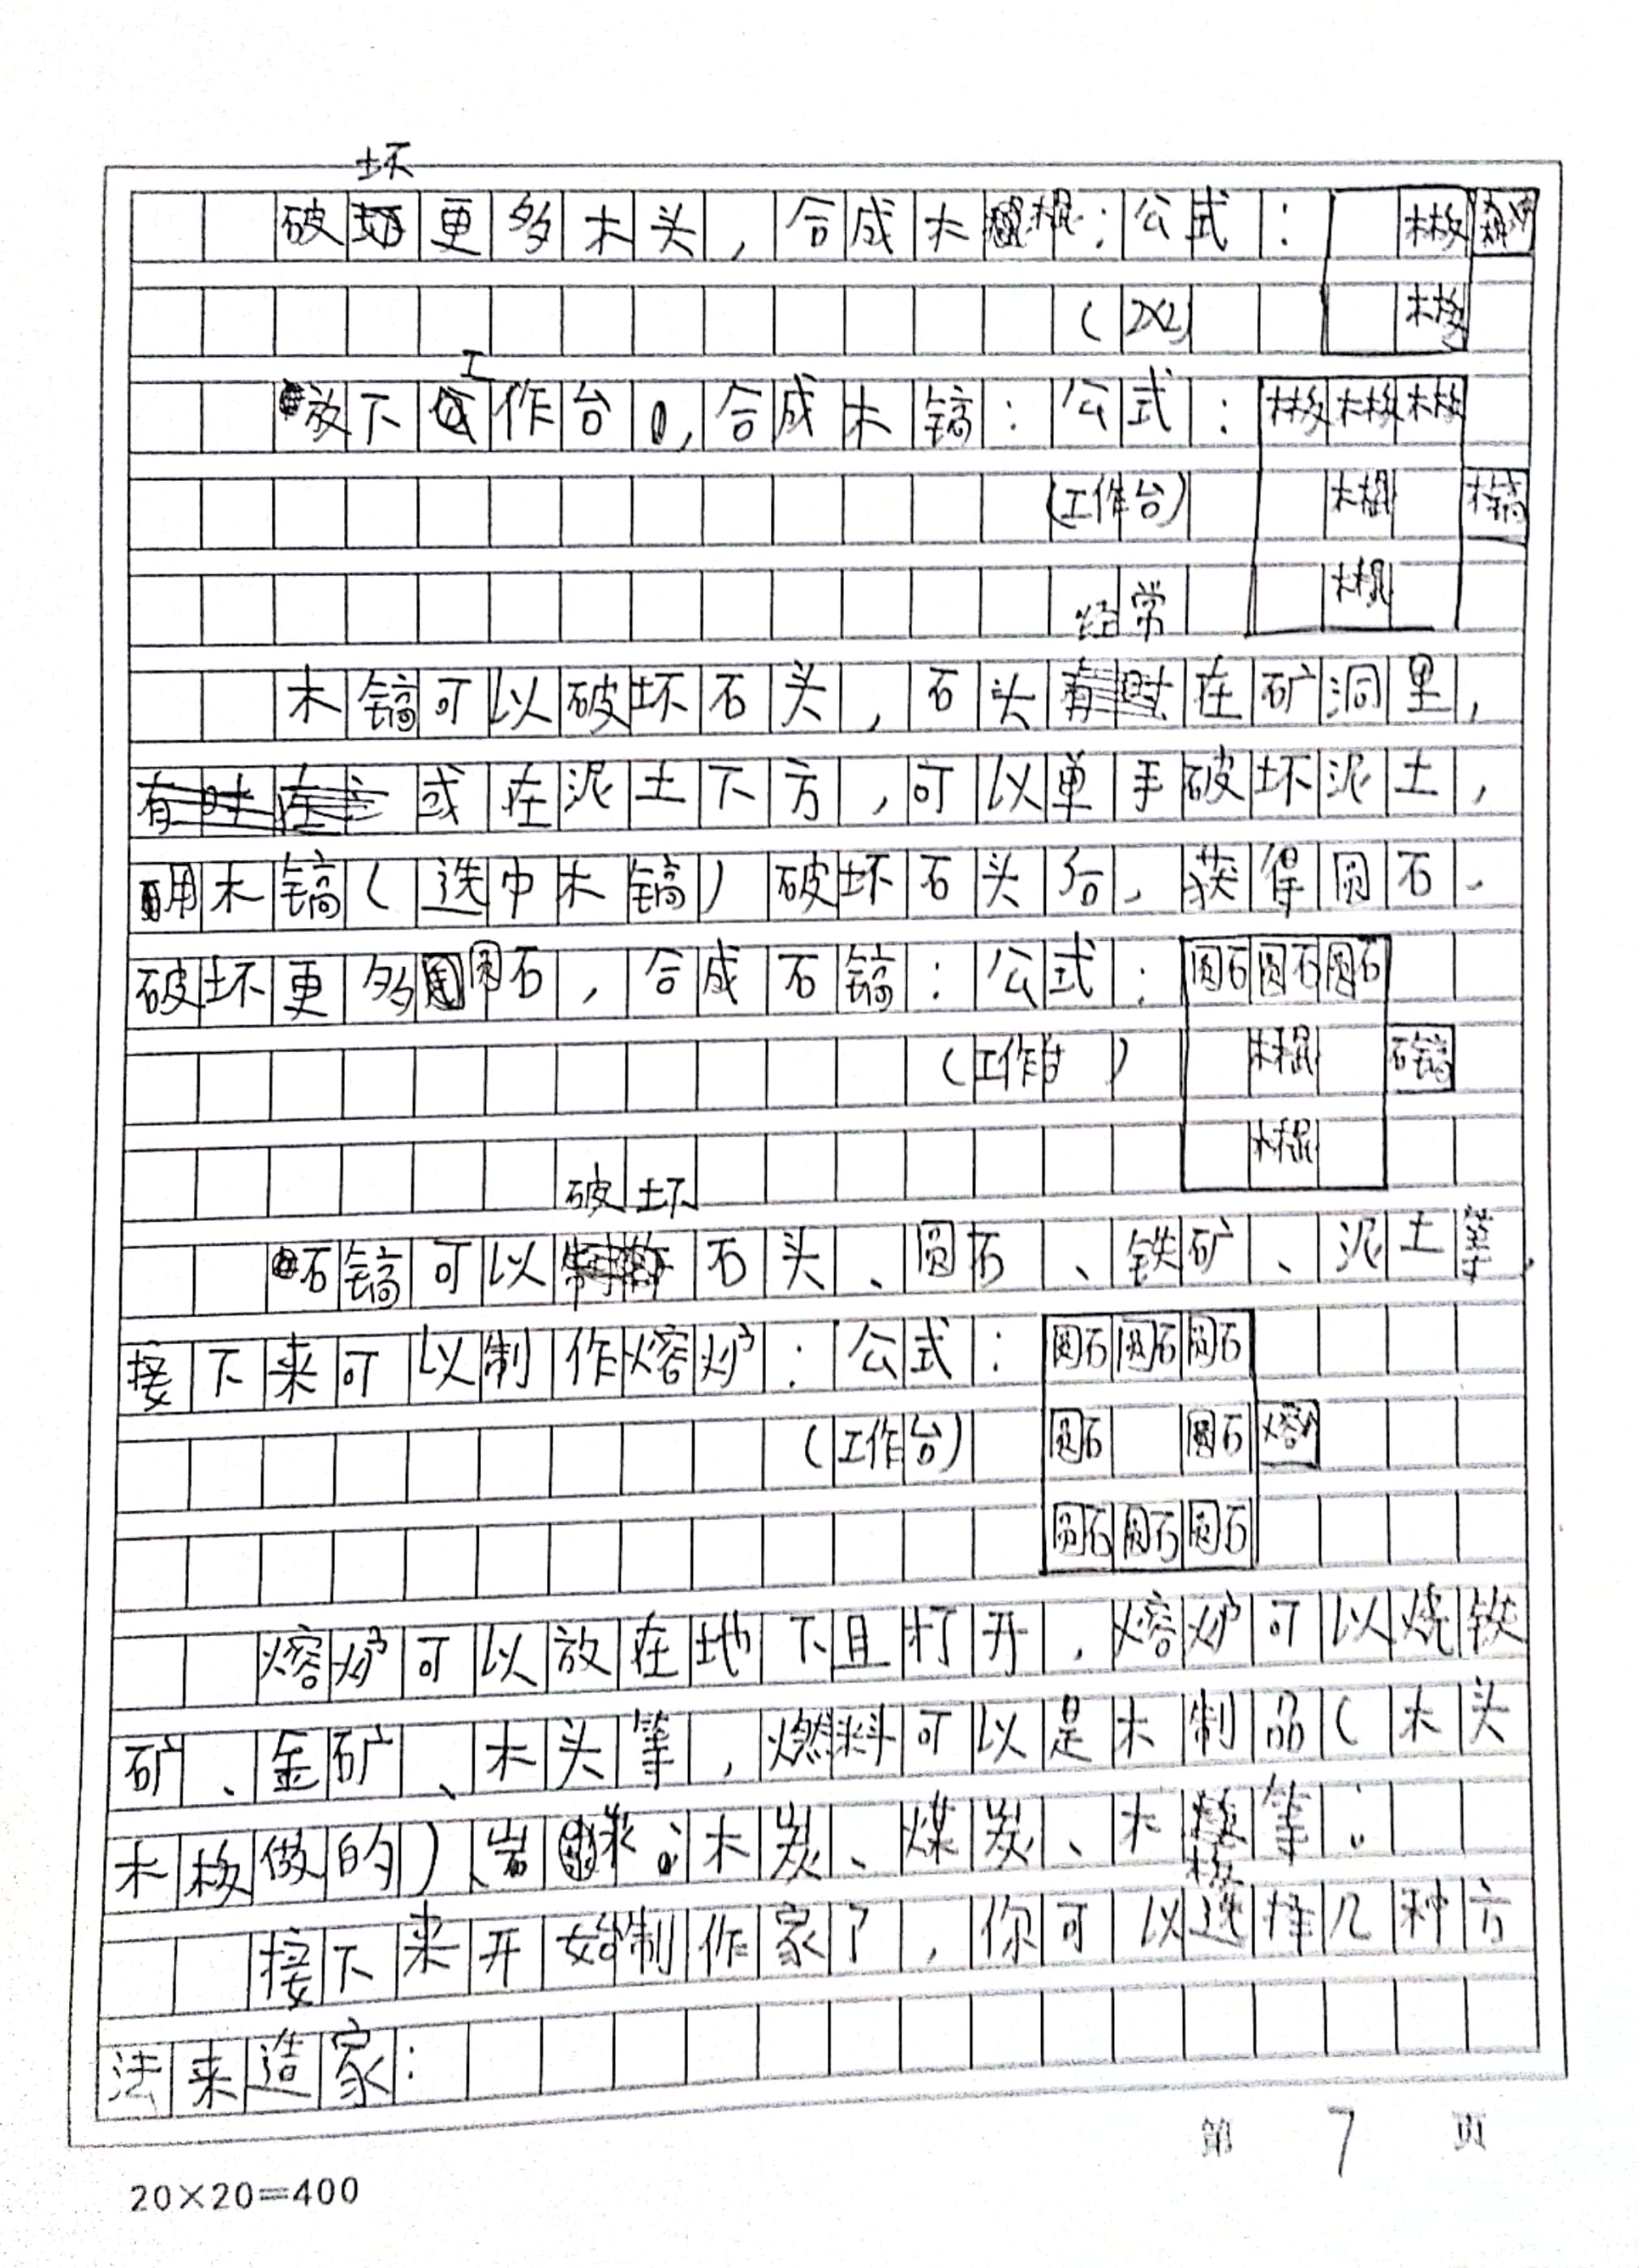 坏
破更多木头，合成木棍：公式： 木板
(2X2) 木板
工
放下作台，合成木镐：公式：木板木板木板
(工作台) 木棍 木镐
经常 木棍
木镐可以破坏石头，石头在矿洞里，
或在泥土下方，可以单手破坏泥土，
用木镐(选中木镐)破坏石头后，获得圆石，
破坏更多圆石，合成石镐：公式：圆石圆石圆石
(工作台) 木棍 石镐
木棍
破坏
石镐可以石头、圆石、铁矿、泥土等，
接下来可以制作熔炉：公式：圆石圆石圆石
(工作台) 圆石 圆石 熔炉
圆石圆石圆石
熔炉可以放在地下且打开，熔炉可以烧铁
矿、金矿、木头等，燃料可以是木制品(木头
木板做的)、岩浆、木炭、煤炭、木板等。
接下来开始制作家了，你可以选择几种方
法来造家：
第 7 页
20×20=400